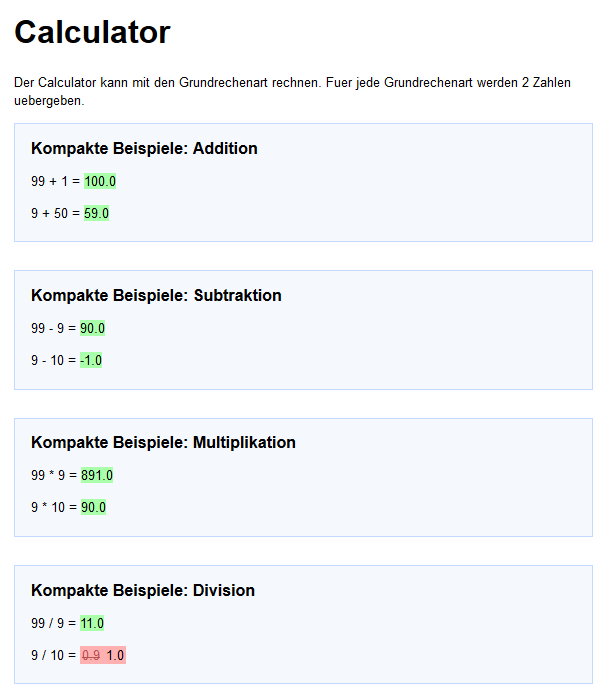 Calculator
Der Calculator kann mit den Grundrechenart rechnen. Fuer jede Grundrechenart werden 2 Zahlen
uebergeben.
Kompakte Beispiele: Addition
99 + 1 = 100.0
9 + 50 = 59.0
Kompakte Beispiele: Subtraktion
99 - 9 = 90.0
9 - 10 = -1.0
Kompakte Beispiele: Multiplikation
99 * 9 = 891.0
9 * 10 = 90.0
Kompakte Beispiele: Division
99 / 9 = 11.0
9 / 10 = 0.9 1.0